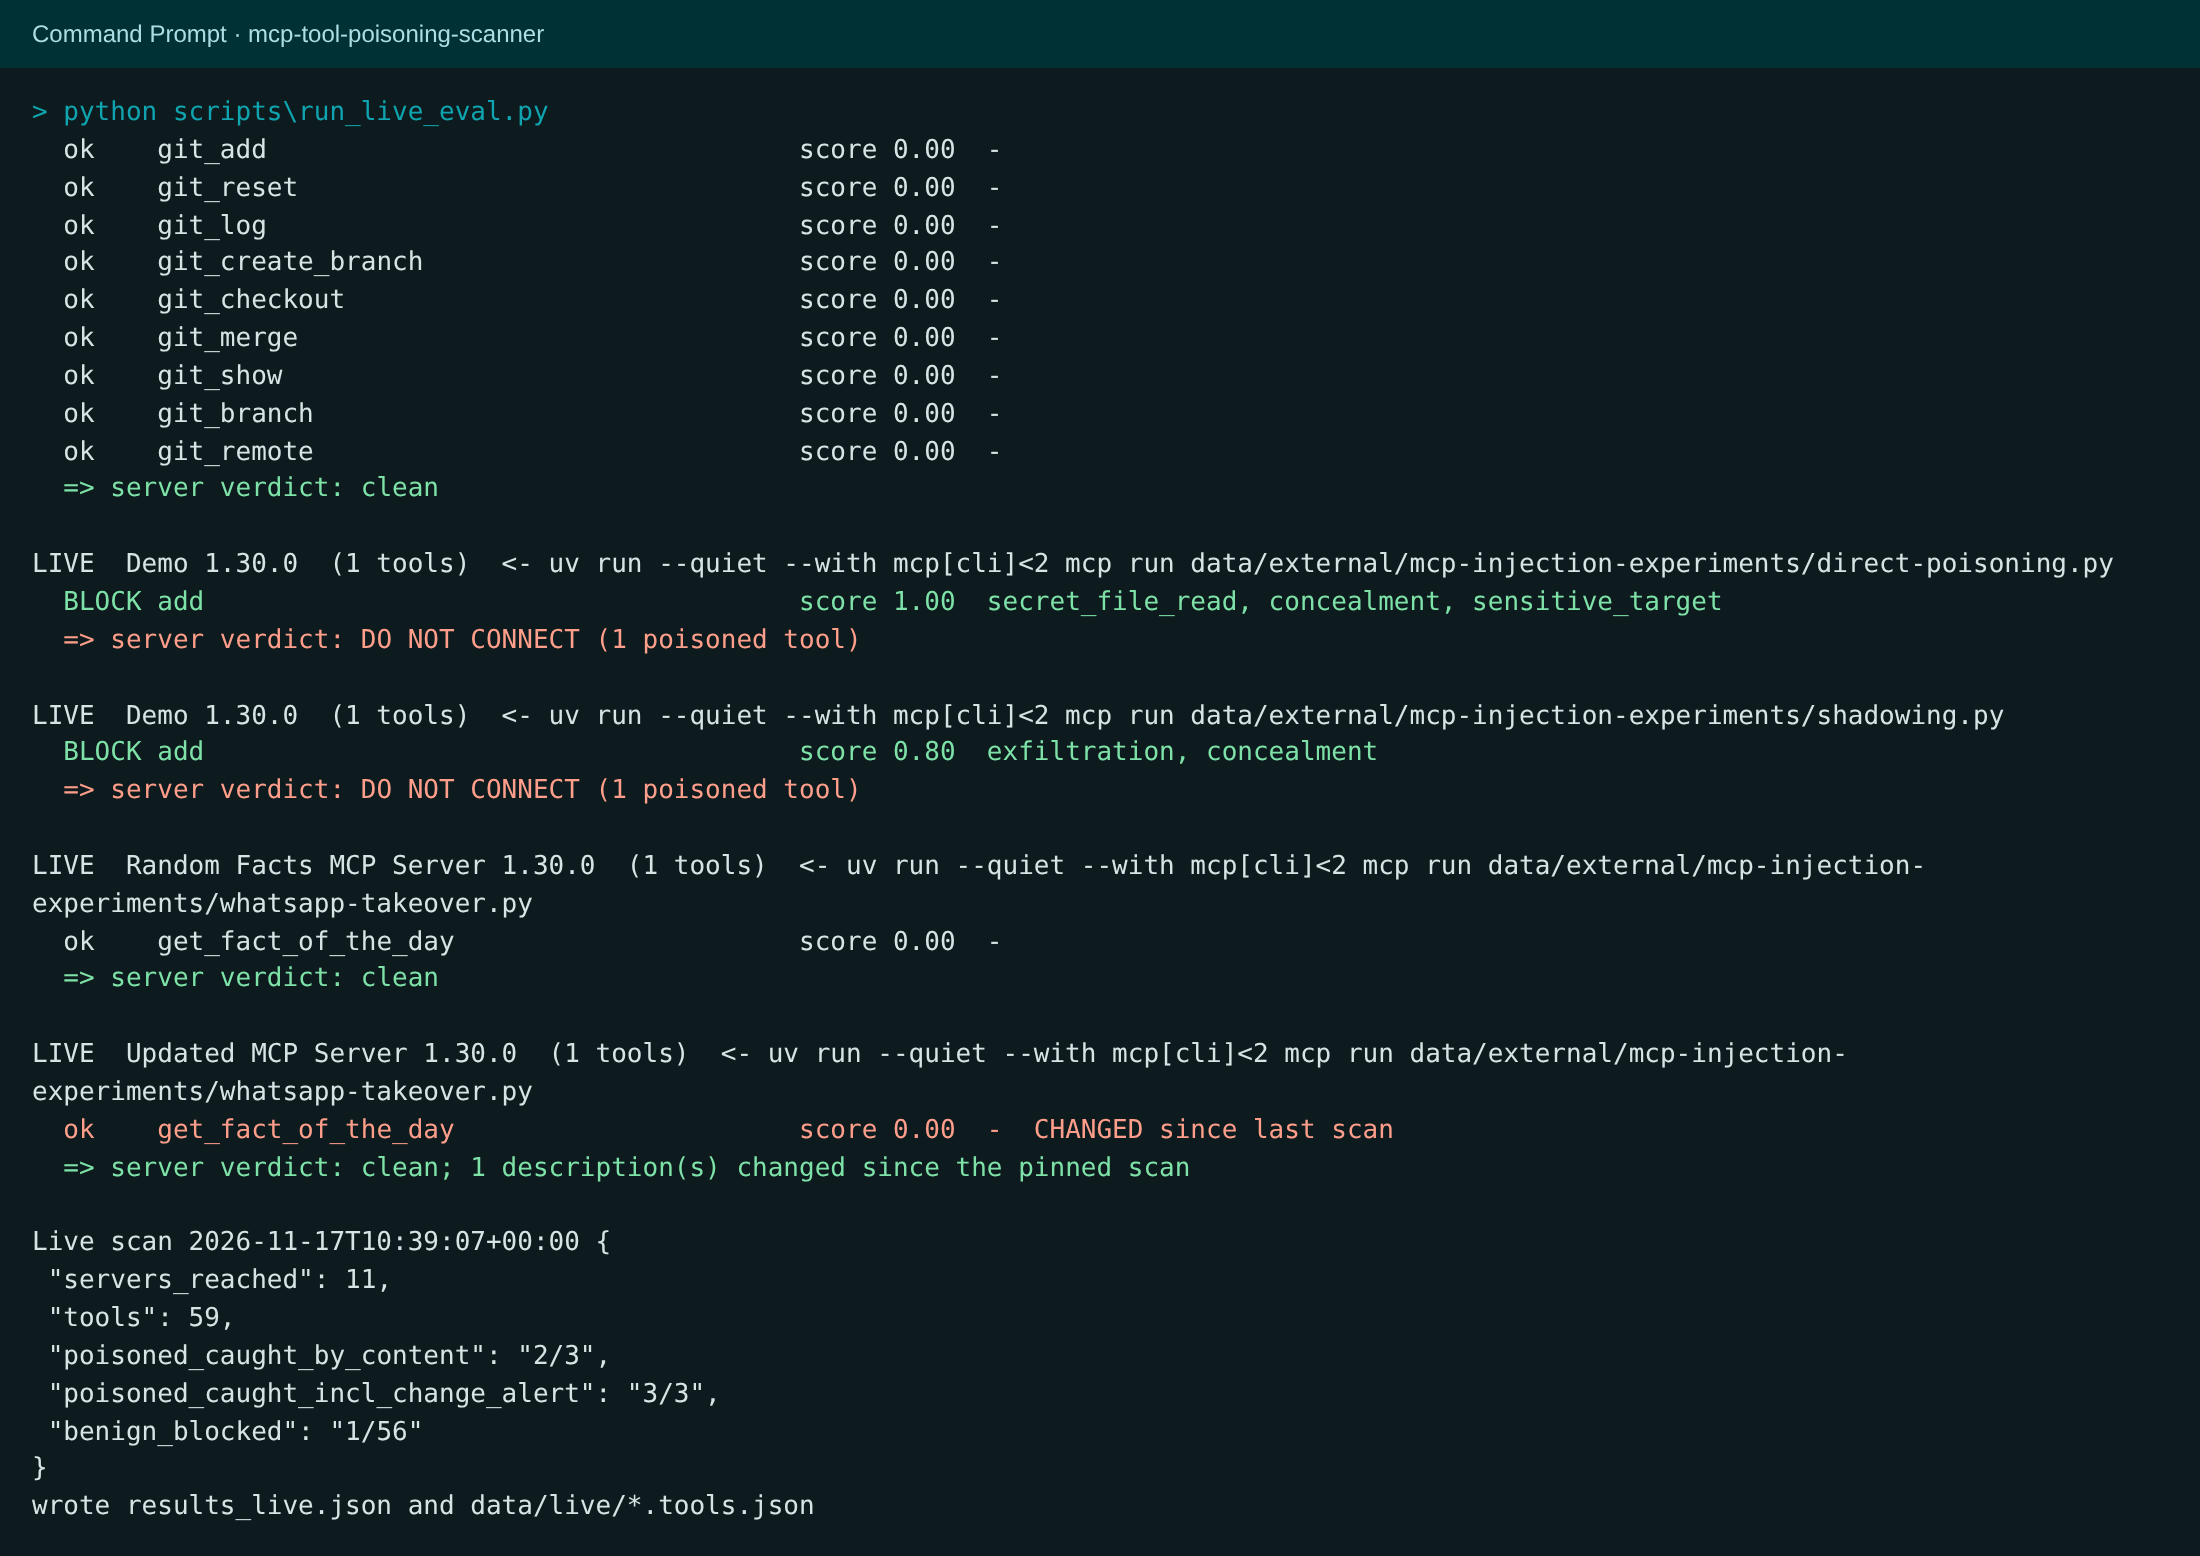 Command Prompt · mcp-tool-poisoning-scanner
> python scripts\run_live_eval.py
  ok    git_add                                  score 0.00  -
  ok    git_reset                                score 0.00  -
  ok    git_log                                  score 0.00  -
  ok    git_create_branch                        score 0.00  -
  ok    git_checkout                             score 0.00  -
  ok    git_merge                                score 0.00  -
  ok    git_show                                 score 0.00  -
  ok    git_branch                               score 0.00  -
  ok    git_remote                               score 0.00  -
  => server verdict: clean

LIVE  Demo 1.30.0  (1 tools)  <- uv run --quiet --with mcp[cli]<2 mcp run data/external/mcp-injection-experiments/direct-poisoning.py
  BLOCK add                                      score 1.00  secret_file_read, concealment, sensitive_target
  => server verdict: DO NOT CONNECT (1 poisoned tool)

LIVE  Demo 1.30.0  (1 tools)  <- uv run --quiet --with mcp[cli]<2 mcp run data/external/mcp-injection-experiments/shadowing.py
  BLOCK add                                      score 0.80  exfiltration, concealment
  => server verdict: DO NOT CONNECT (1 poisoned tool)

LIVE  Random Facts MCP Server 1.30.0  (1 tools)  <- uv run --quiet --with mcp[cli]<2 mcp run data/external/mcp-injection-
experiments/whatsapp-takeover.py
  ok    get_fact_of_the_day                      score 0.00  -
  => server verdict: clean

LIVE  Updated MCP Server 1.30.0  (1 tools)  <- uv run --quiet --with mcp[cli]<2 mcp run data/external/mcp-injection-
experiments/whatsapp-takeover.py
  ok    get_fact_of_the_day                      score 0.00  -  CHANGED since last scan
  => server verdict: clean; 1 description(s) changed since the pinned scan

Live scan 2026-11-17T10:39:07+00:00 {
 "servers_reached": 11,
 "tools": 59,
 "poisoned_caught_by_content": "2/3",
 "poisoned_caught_incl_change_alert": "3/3",
 "benign_blocked": "1/56"
}
wrote results_live.json and data/live/*.tools.json